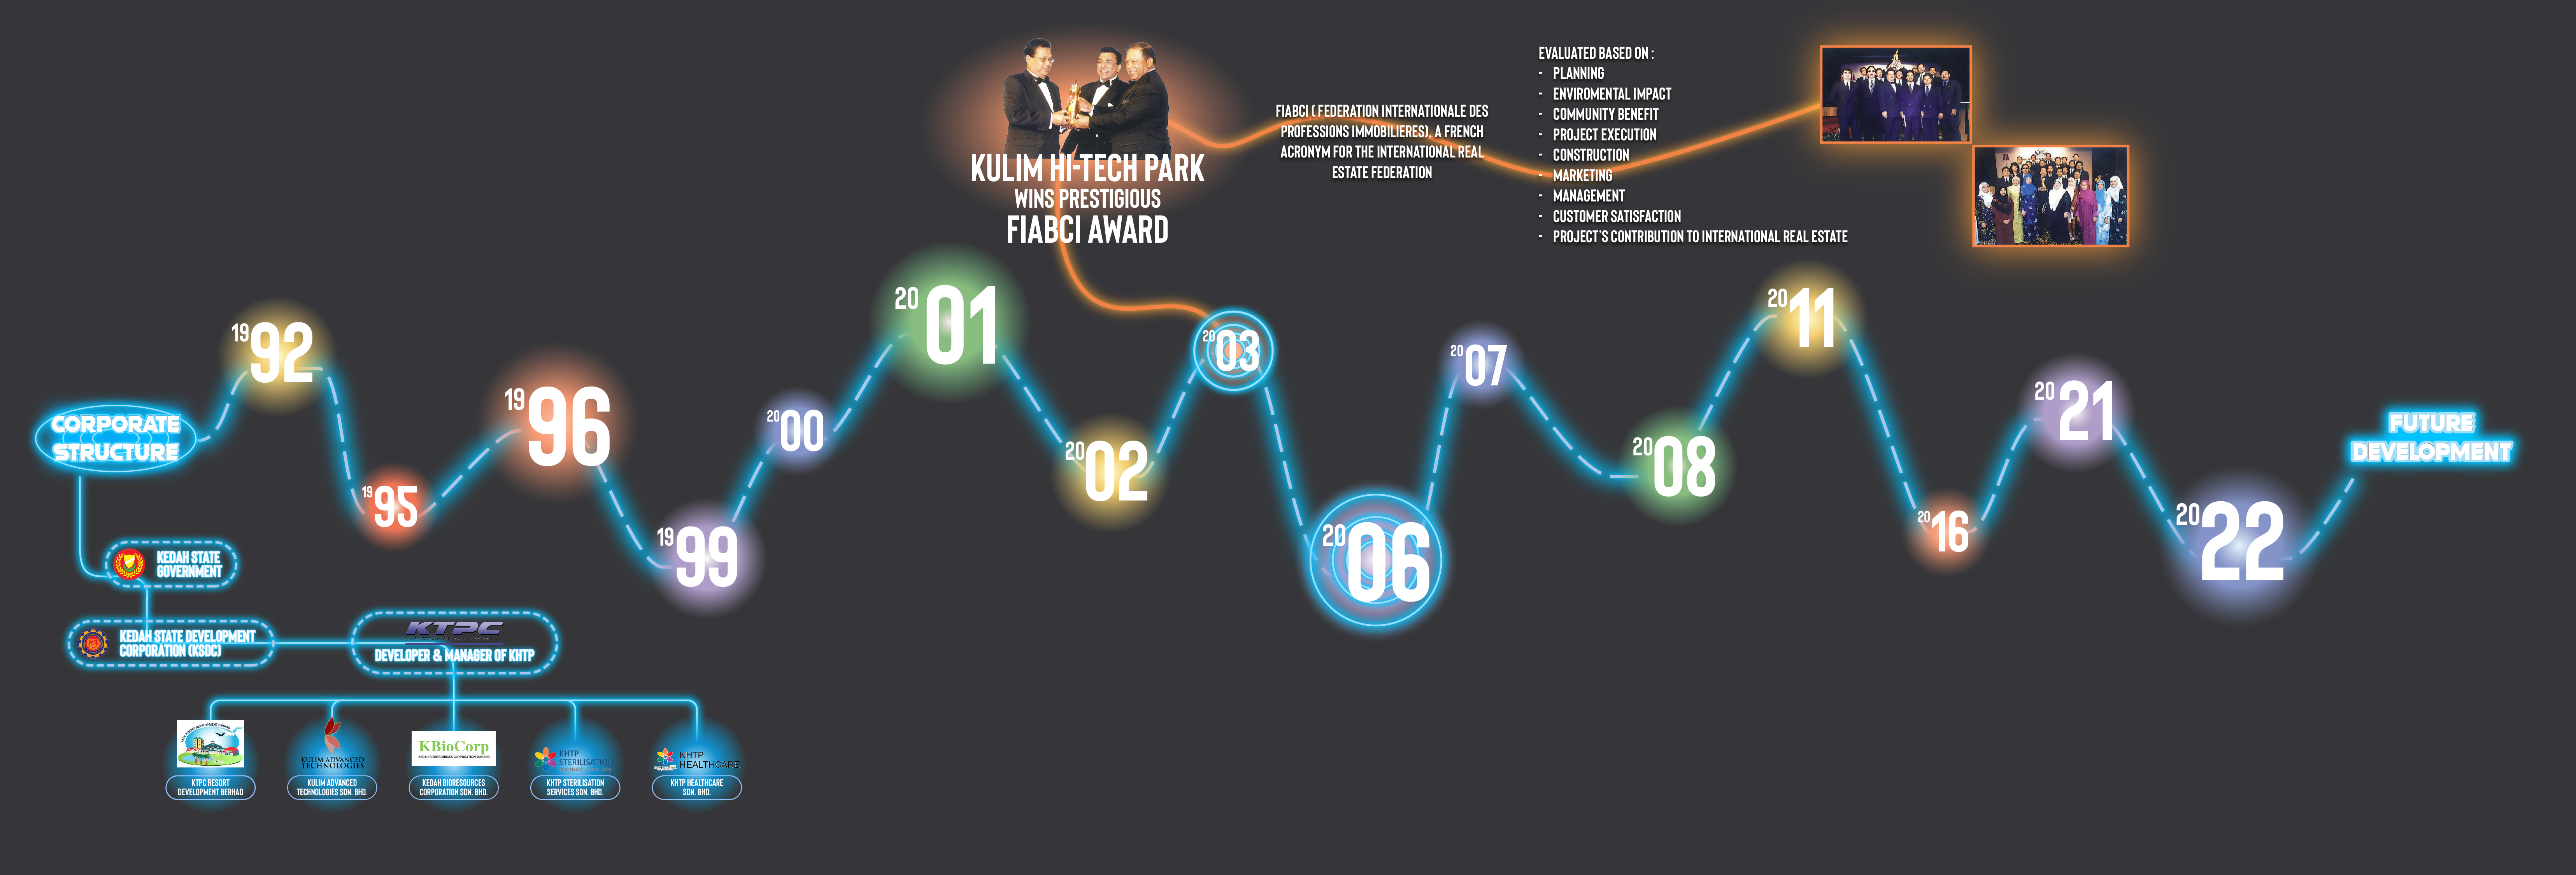 KULIM HI-TECH PARK
WINS PRESTIGIOUS
FIABCI AWARD
FIABCI ( FEDERATION INTERNATIONALE DES
PROFESSIONS IMMOBILIERES), A FRENCH
ACRONYM FOR THE INTERNATIONAL REAL
ESTATE FEDERATION
EVALUATED BASED ON :
- PLANNING
- ENVIROMENTAL IMPACT
- COMMUNITY BENEFIT
- PROJECT EXECUTION
- CONSTRUCTION
- MARKETING
- MANAGEMENT
- CUSTOMER SATISFACTION
- PROJECT'S CONTRIBUTION TO INTERNATIONAL REAL ESTATE
CORPORATE
STRUCTURE
1992
1995
1996
1999
2000
2001
2002
2003
2006
2007
2008
2011
2016
2021
2022
FUTURE
DEVELOPMENT
KEDAH STATE
GOVERNMENT
KEDAH STATE DEVELOPMENT
CORPORATION (KSDC)
KTPC
DEVELOPER & MANAGER OF KHTP
KTPC RESORT
DEVELOPMENT BERHAD
KULIM ADVANCED
TECHNOLOGIES
KULIM ADVANCED
TECHNOLOGIES SDN. BHD.
KBioCorp
KEDAH BIORESOURCES CORPORATION SDN BHD
KEDAH BIORESOURCES
CORPORATION SDN. BHD.
KHTP
STERILISATION
KHTP STERILISATION
SERVICES SDN. BHD.
KHTP
HEALTHCARE
KHTP HEALTHCARE
SDN. BHD.